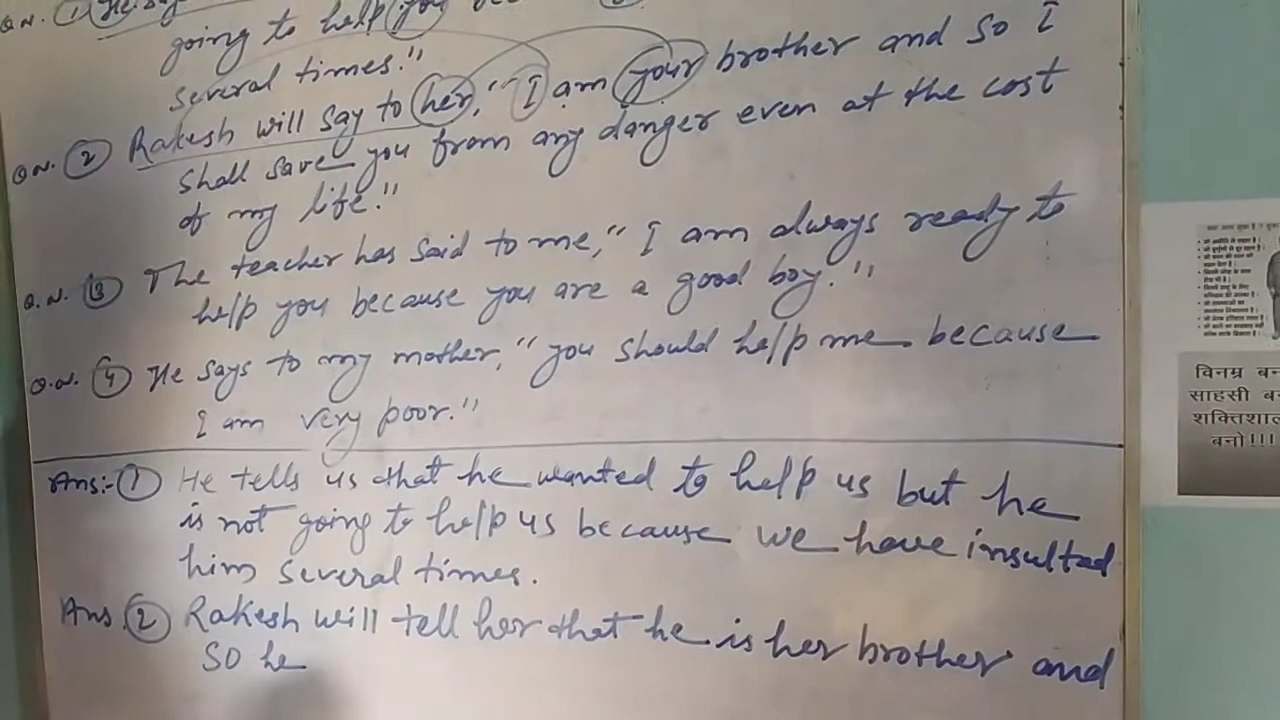 Q.N. ① He say
going to help you
several times."
Q.N. ② Rakesh will say to her, "I am your brother and so I
shall save you from any danger even at the cost
of my life."
Q.N. ③ The teacher has said to me, "I am always ready to
help you because you are a good boy."
Q.N. ④ He says to my mother, "you should help me because
I am very poor."
Ans:- ① He tells us that he wanted to help us but he
is not going to help us because we have insulted
him several times.
Ans. ② Rakesh will tell her that he is her brother and
so he
विनम्र बन
साहसी ब
शक्तिशाल
बनो!!!